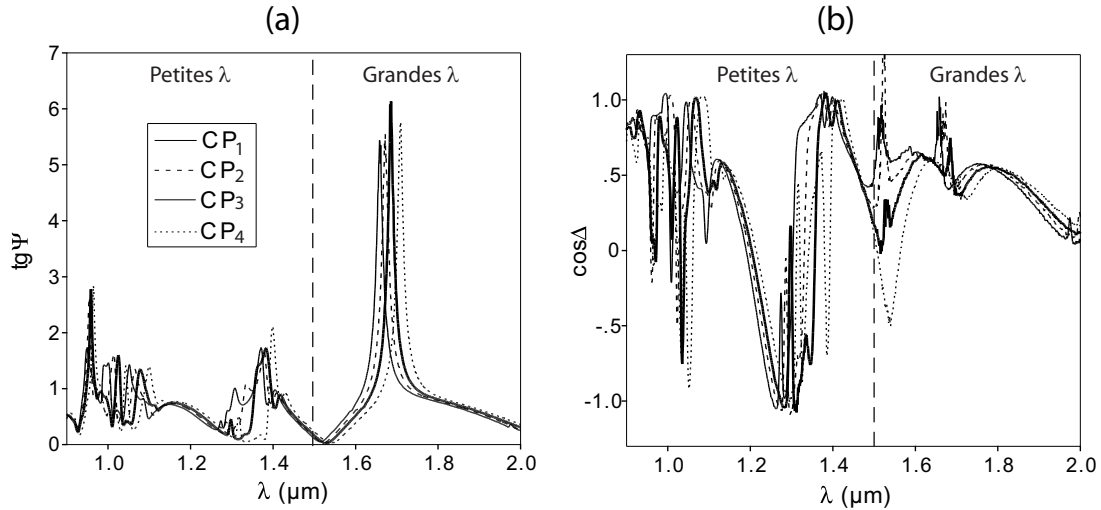 (a)
(b)
Petites λ
Grandes λ
Petites λ
Grandes λ
7
6
5
4
3
2
1
0
tgΨ
CP1
CP2
CP3
CP4
1.0
1.2
1.4
1.6
1.8
2.0
λ (μm)
1.0
.5
0
-.5
-1.0
cosΔ
1.0
1.2
1.4
1.6
1.8
2.0
λ (μm)